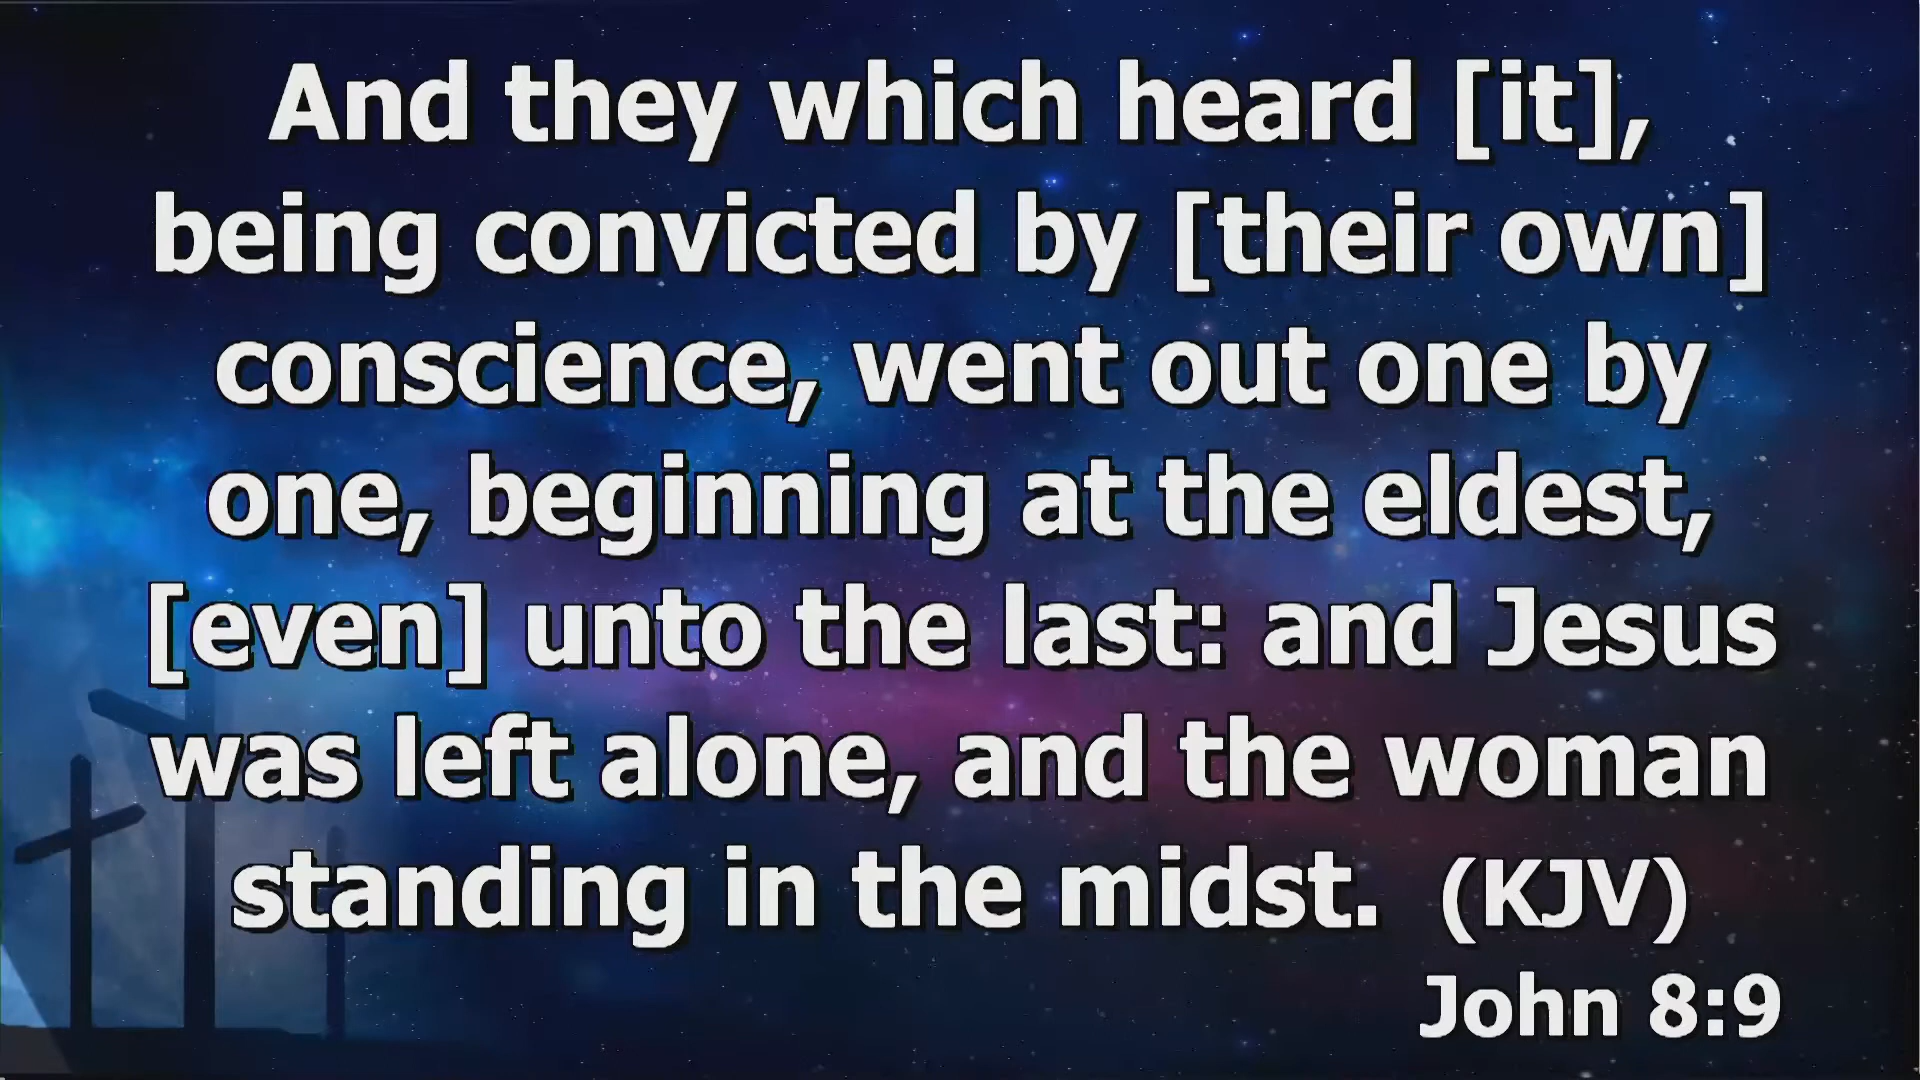 And they which heard [it],
being convicted by [their own]
conscience, went out one by
one, beginning at the eldest,
[even] unto the last: and Jesus
was left alone, and the woman
standing in the midst. (KJV)
John 8:9